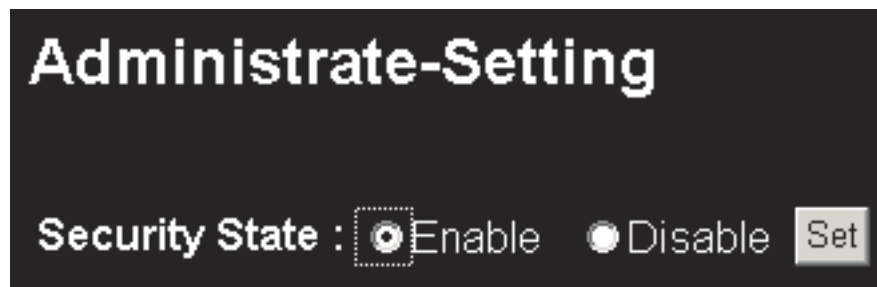 Administrate-Setting
Security State : Enable Disable Set